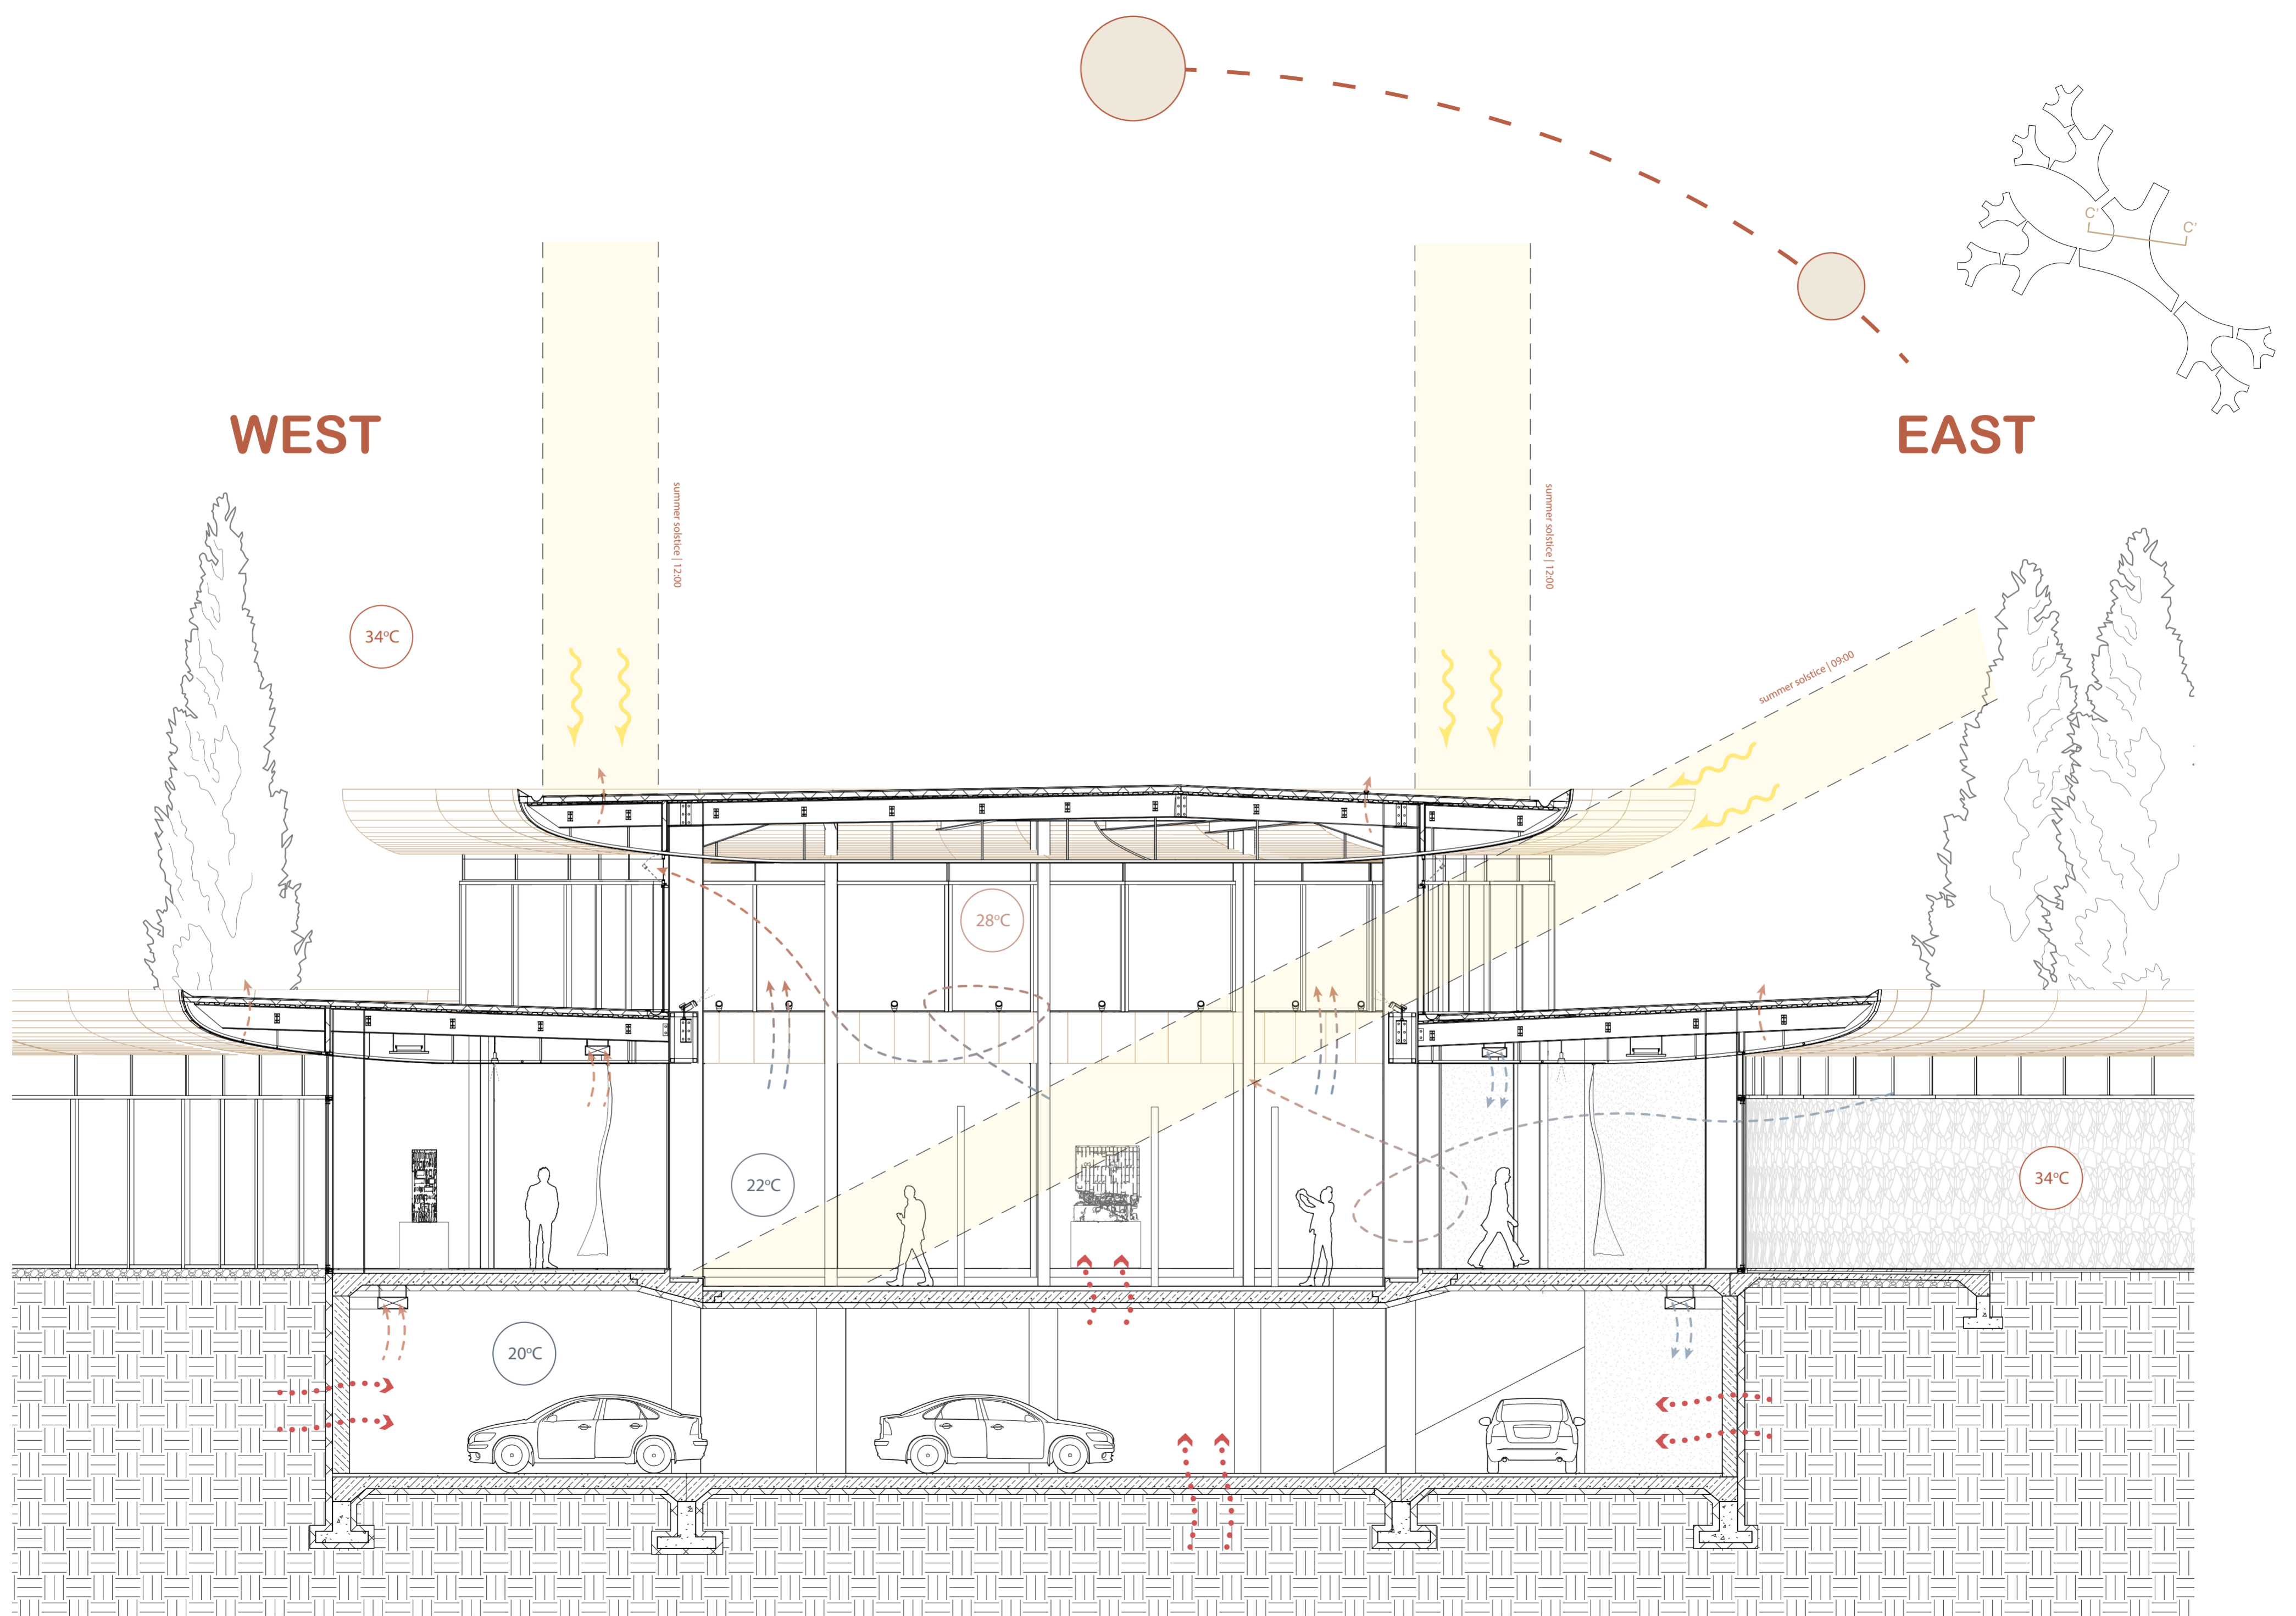 C'
C'
WEST
EAST
summer solstice | 12:00
summer solstice | 12:00
34ºC
summer solstice | 09:00
28ºC
22ºC
34ºC
20ºC